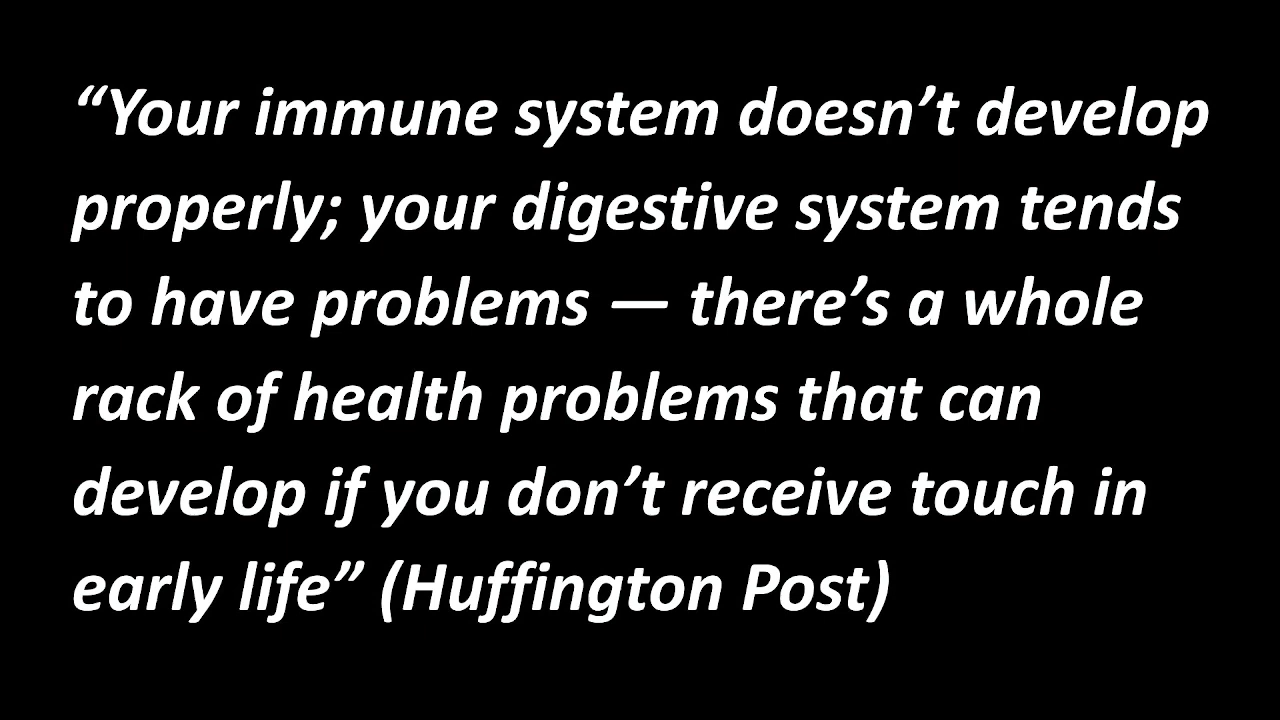 “Your immune system doesn’t develop
properly; your digestive system tends
to have problems — there’s a whole
rack of health problems that can
develop if you don’t receive touch in
early life” (Huffington Post)